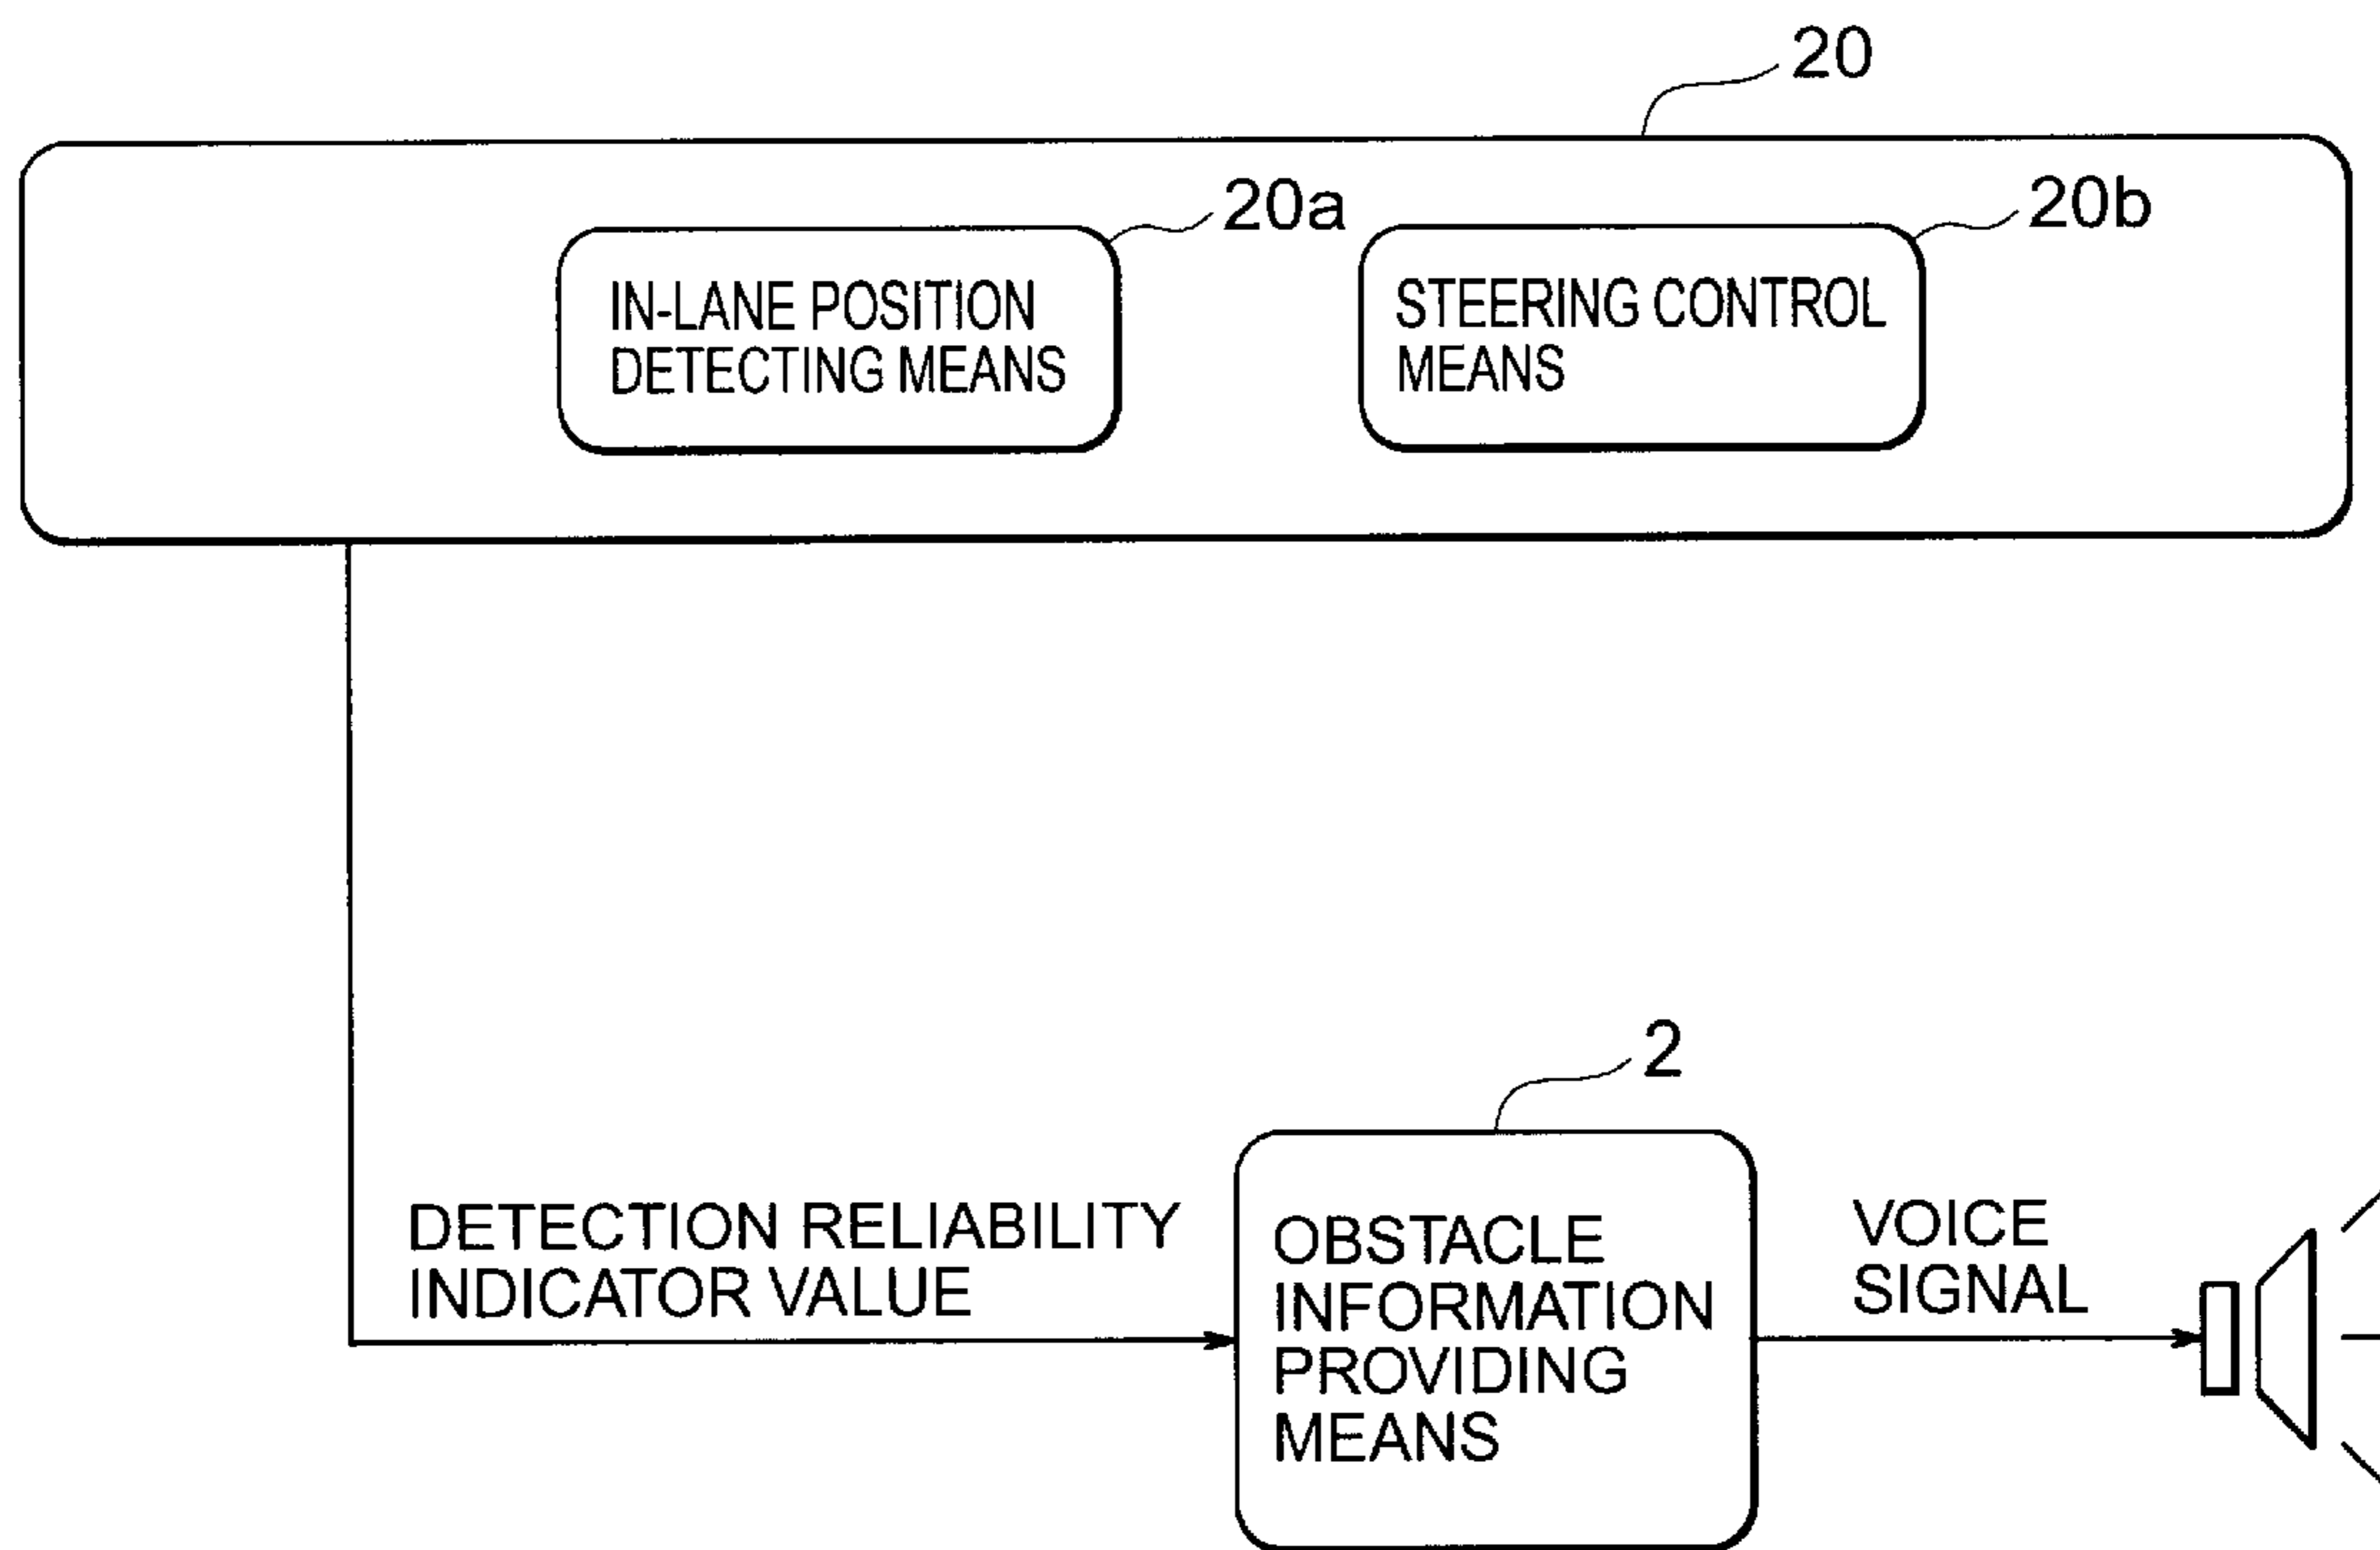 20
20a
20b
IN-LANE POSITION
DETECTING MEANS
STEERING CONTROL
MEANS
2
DETECTION RELIABILITY
INDICATOR VALUE
OBSTACLE
INFORMATION
PROVIDING
MEANS
VOICE
SIGNAL